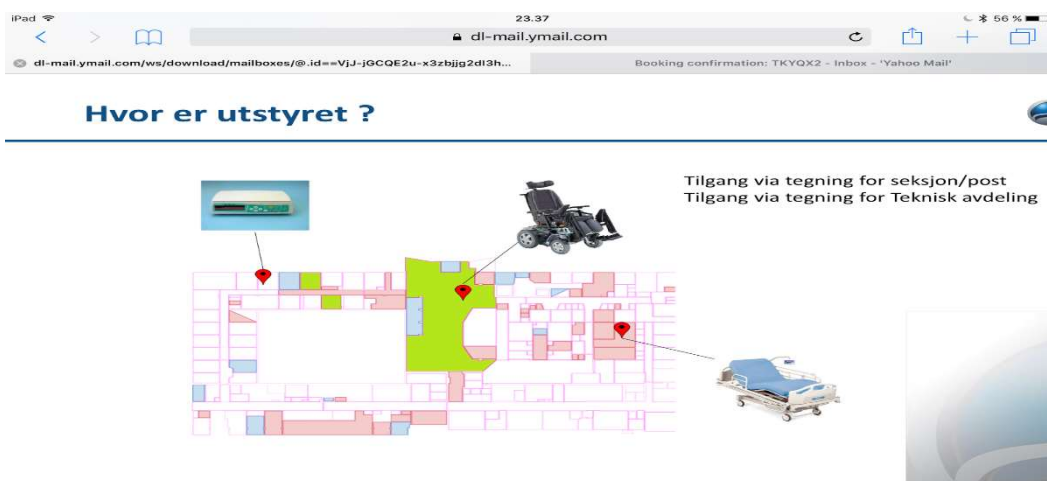 iPad 23.37 56 %
dl-mail.ymail.com
dl-mail.ymail.com/ws/download/mailboxes/@.id==VjJ-jGCQE2u-x3zbjjg2dI3h... Booking confirmation: TKYQX2 - Inbox - 'Yahoo Mail'
Hvor er utstyret ?
Tilgang via tegning for seksjon/post
Tilgang via tegning for Teknisk avdeling